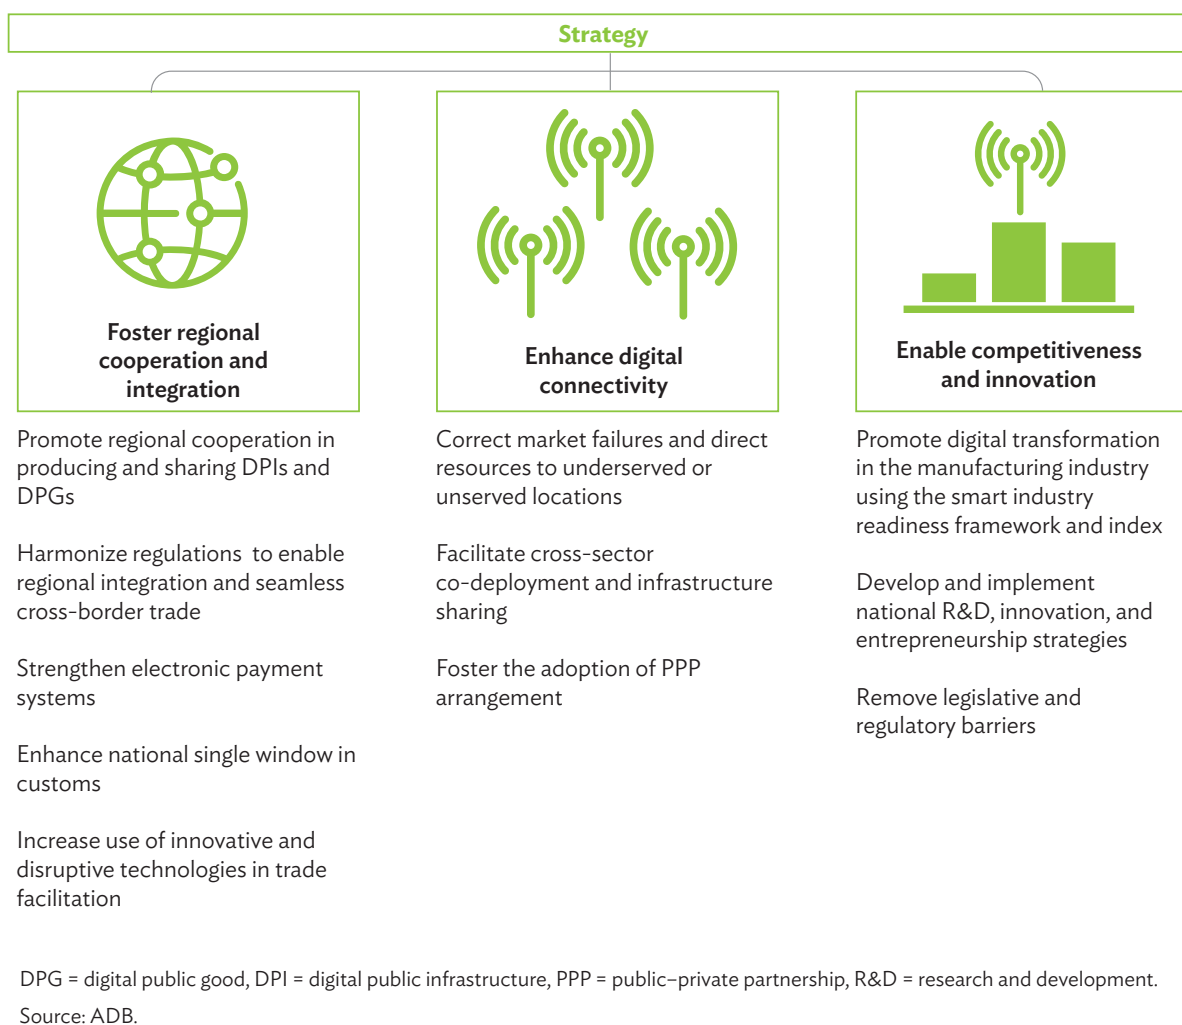 Strategy
Foster regional
cooperation and
integration
Promote regional cooperation in
producing and sharing DPIs and
DPGs
Harmonize regulations to enable
regional integration and seamless
cross-border trade
Strengthen electronic payment
systems
Enhance national single window in
customs
Increase use of innovative and
disruptive technologies in trade
facilitation
Enhance digital
connectivity
Correct market failures and direct
resources to underserved or
unserved locations
Facilitate cross-sector
co-deployment and infrastructure
sharing
Foster the adoption of PPP
arrangement
Enable competitiveness
and innovation
Promote digital transformation
in the manufacturing industry
using the smart industry
readiness framework and index
Develop and implement
national R&D, innovation, and
entrepreneurship strategies
Remove legislative and
regulatory barriers
DPG = digital public good, DPI = digital public infrastructure, PPP = public–private partnership, R&D = research and development.
Source: ADB.